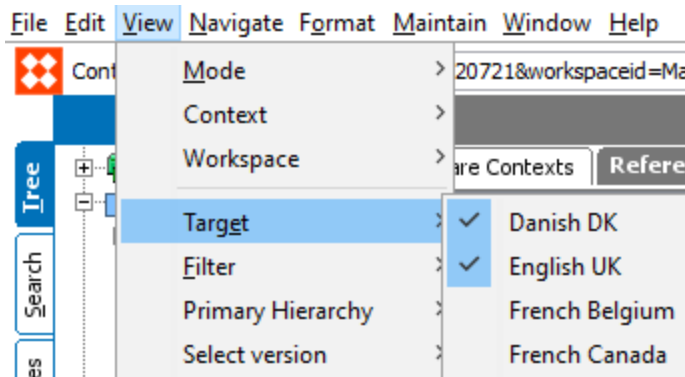 File Edit View Navigate Format Maintain Window Help
Cont
Mode
20721&workspaceid=Ma
Context
Workspace
are Contexts
Refere
Tree
Target
Danish DK
Search
Filter
English UK
Primary Hierarchy
French Belgium
Select version
French Canada
es